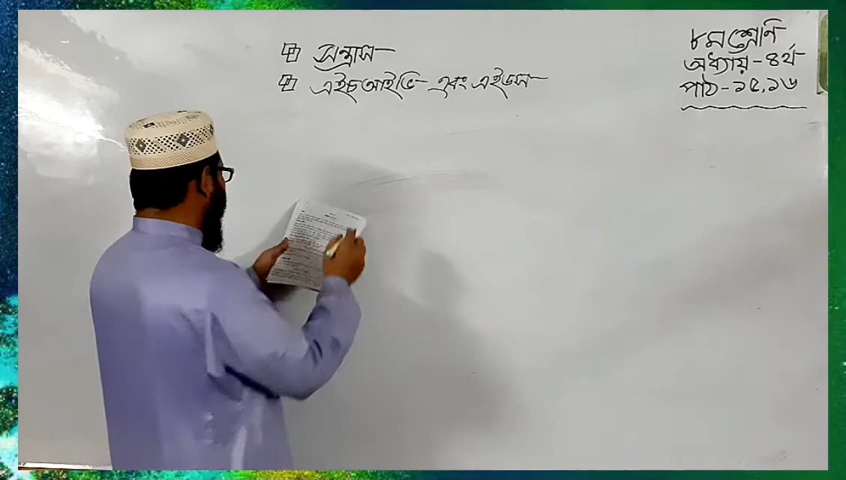 সন্ত্রাস
এইচআইভি এবং এইডস
৮ম শ্রেণি
অধ্যায়-৪র্থ
পাঠ-১৫,১৬